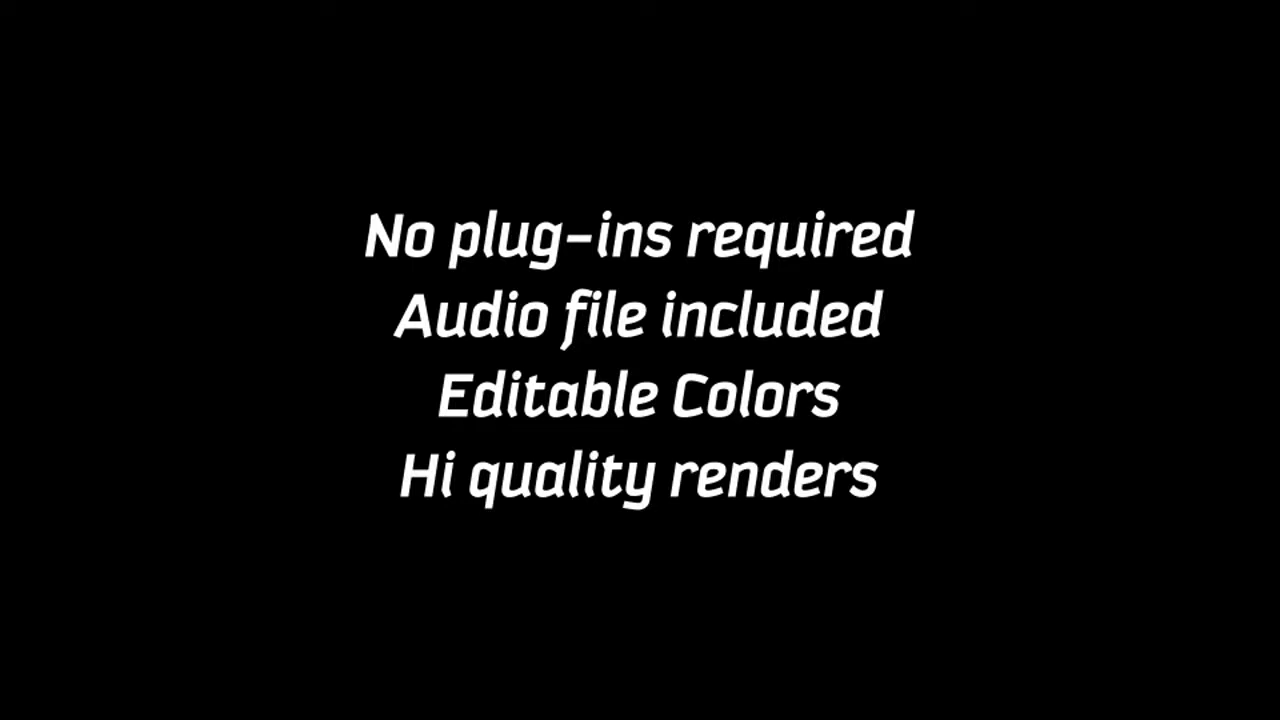 No plug-ins required
Audio file included
Editable Colors
Hi quality renders